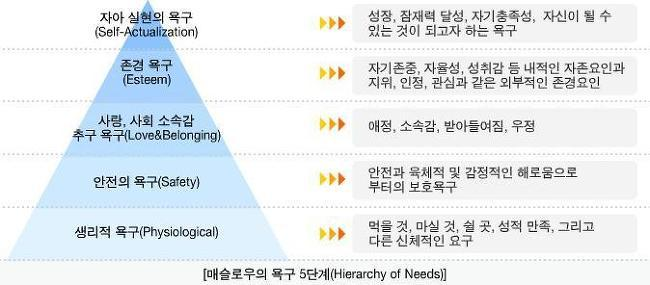 자아 실현의 욕구
(Self-Actualization)
성장, 잠재력 달성, 자기충족성, 자신이 될 수
있는 것이 되고자 하는 욕구
존경 욕구
(Esteem)
자기존중, 자율성, 성취감 등 내적인 자존요인과
지위, 인정, 관심과 같은 외부적인 존경요인
사랑, 사회 소속감
추구 욕구(Love&Belonging)
애정, 소속감, 받아들여짐, 우정
안전의 욕구(Safety)
안전과 육체적 및 감정적인 해로움으로
부터의 보호욕구
생리적 욕구(Physiological)
먹을 것, 마실 것, 쉴 곳, 성적 만족, 그리고
다른 신체적인 요구
[매슬로우의 욕구 5단계(Hierarchy of Needs)]